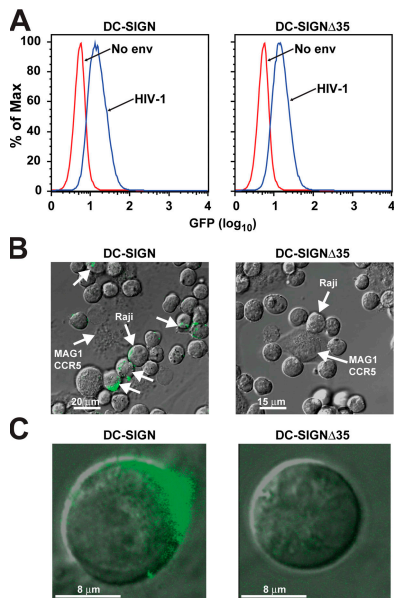 A
DC-SIGN
DC-SIGNΔ35
% of Max
100
80
60
40
20
0
No env
HIV-1
No env
HIV-1
0 1 2 3 4
0 1 2 3 4
GFP (log10)
B
DC-SIGN
DC-SIGNΔ35
Raji
MAG1
CCR5
20 μm
Raji
MAG1
CCR5
15 μm
C
DC-SIGN
DC-SIGNΔ35
8 μm
8 μm